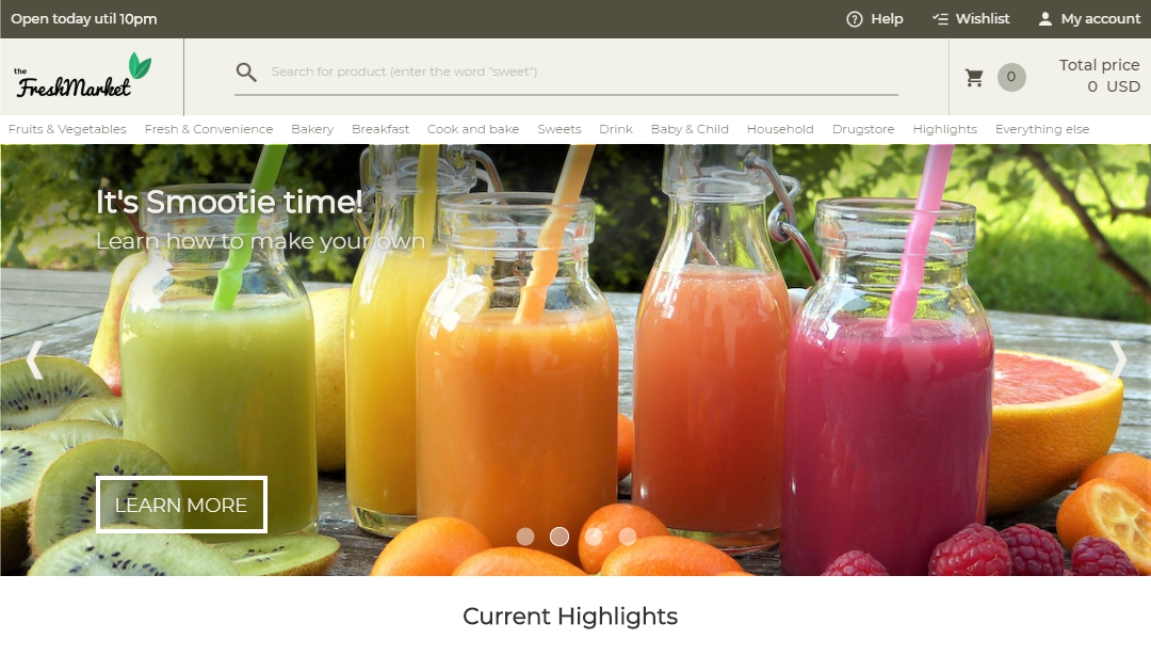 Open today util 10pm
Help
Wishlist
My account
the
FreshMarket
Search for product (enter the word "sweet")
0
Total price
0 USD
Fruits & Vegetables
Fresh & Convenience
Bakery
Breakfast
Cook and bake
Sweets
Drink
Baby & Child
Household
Drugstore
Highlights
Everything else
It's Smootie time!
Learn how to make your own
LEARN MORE
Current Highlights